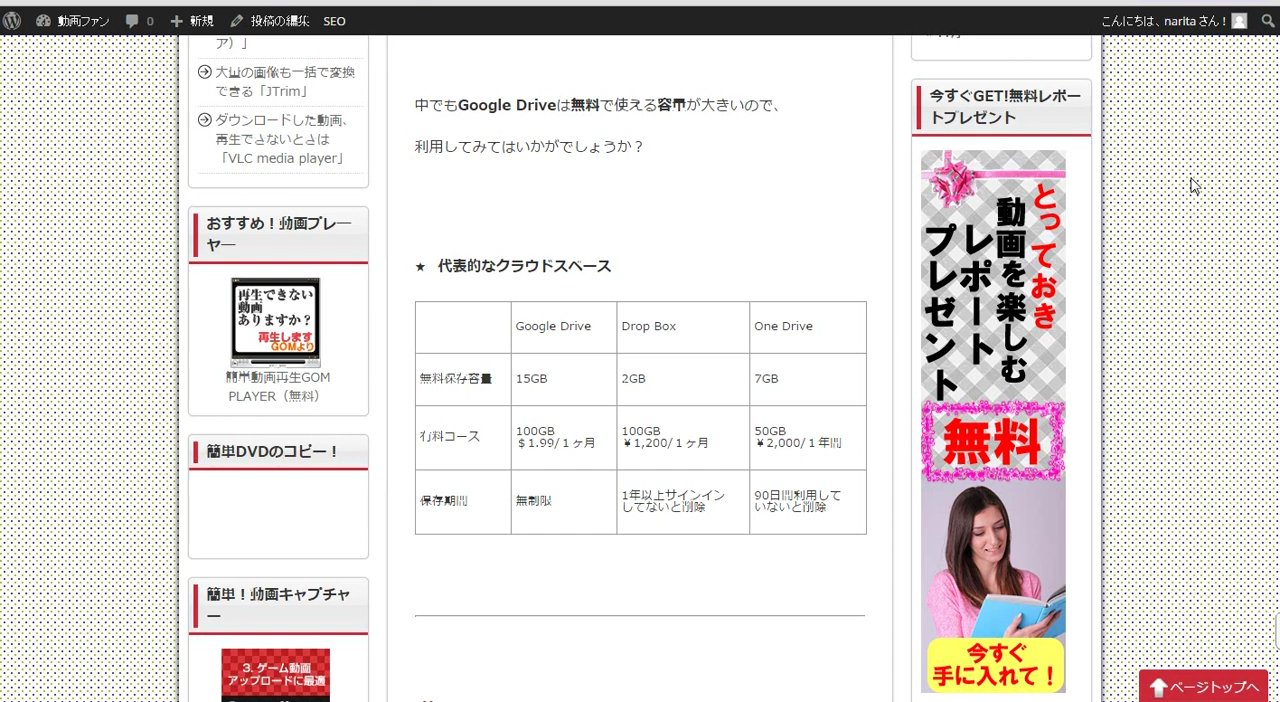 動画ファン
0
新規
投稿の編集
SEO
こんにちは、narita さん！
ア）」
大量の画像も一括で変換
できる「JTrim」
ダウンロードした動画、
再生できないときは
「VLC media player」
おすすめ！動画プレー
ヤー
再生できない
動画
ありますか？
再生します
GOMより
簡単動画再生GOM
PLAYER（無料）
簡単DVDのコピー！
簡単！動画キャプチャ
ー
3. ゲーム動画
アップロードに最適
中でもGoogle Driveは無料で使える容量が大きいので、
利用してみてはいかがでしょうか？
★ 代表的なクラウドスペース
Google Drive
Drop Box
One Drive
無料保存容量
15GB
2GB
7GB
有料コース
100GB
＄1.99/１ヶ月
100GB
￥1,200/１ヶ月
50GB
￥2,000/１年間
保存期間
無制限
1年以上サインイン
してないと削除
90日間利用して
いないと削除
今すぐGET!無料レポー
トプレゼント
とっておき
動画を楽しむ
レポート
プレゼント
無料
今すぐ
手に入れて！
ページトップへ